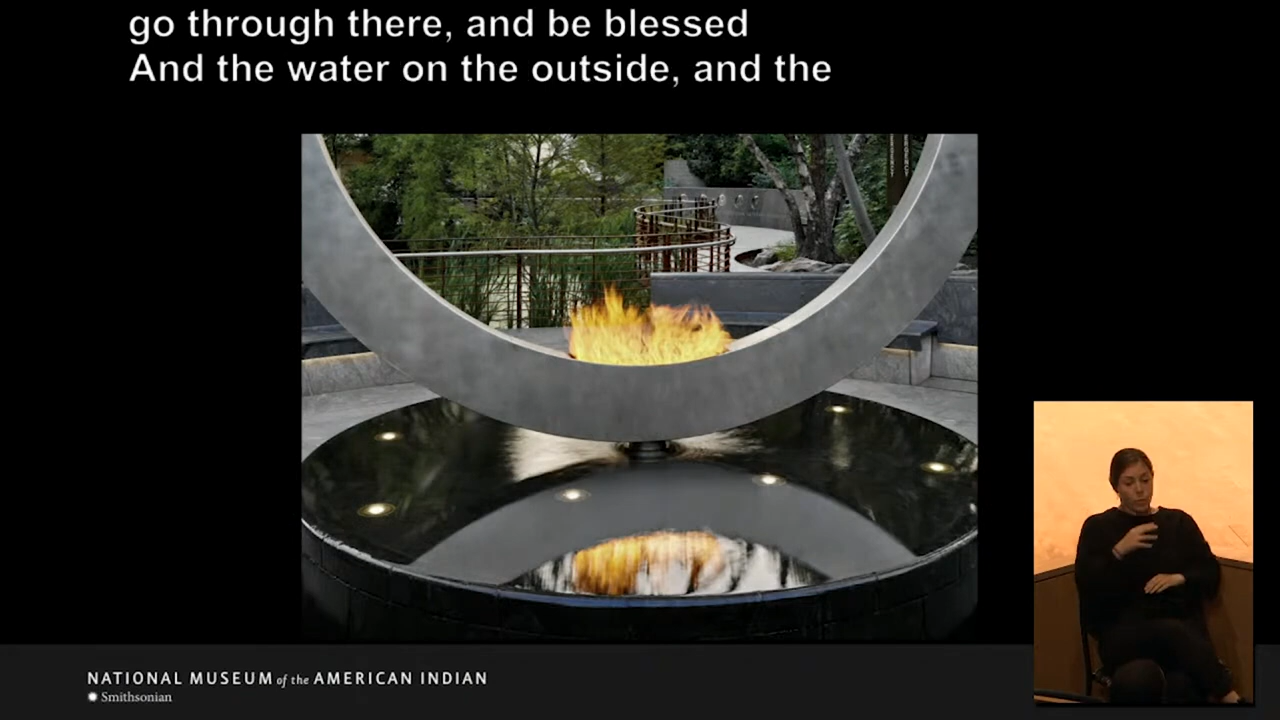 go through there, and be blessed
And the water on the outside, and the
NATIONAL MUSEUM of the AMERICAN INDIAN
Smithsonian